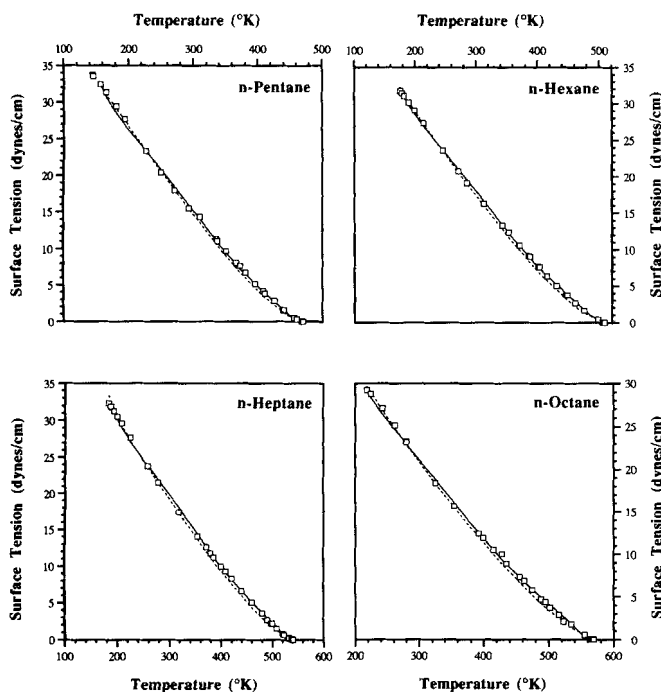 Temperature (°K)
100 200 300 400 500
n-Pentane
Surface Tension (dynes/cm)
35
30
25
20
15
10
5
0
Temperature (°K)
100 200 300 400 500
n-Hexane
35
30
25
20
15
10
5
0
Surface Tension (dynes/cm)
n-Heptane
Surface Tension (dynes/cm)
35
30
25
20
15
10
5
0
100 200 300 400 500 600
Temperature (°K)
n-Octane
30
25
20
15
10
5
0
Surface Tension (dynes/cm)
200 300 400 500 600
Temperature (°K)